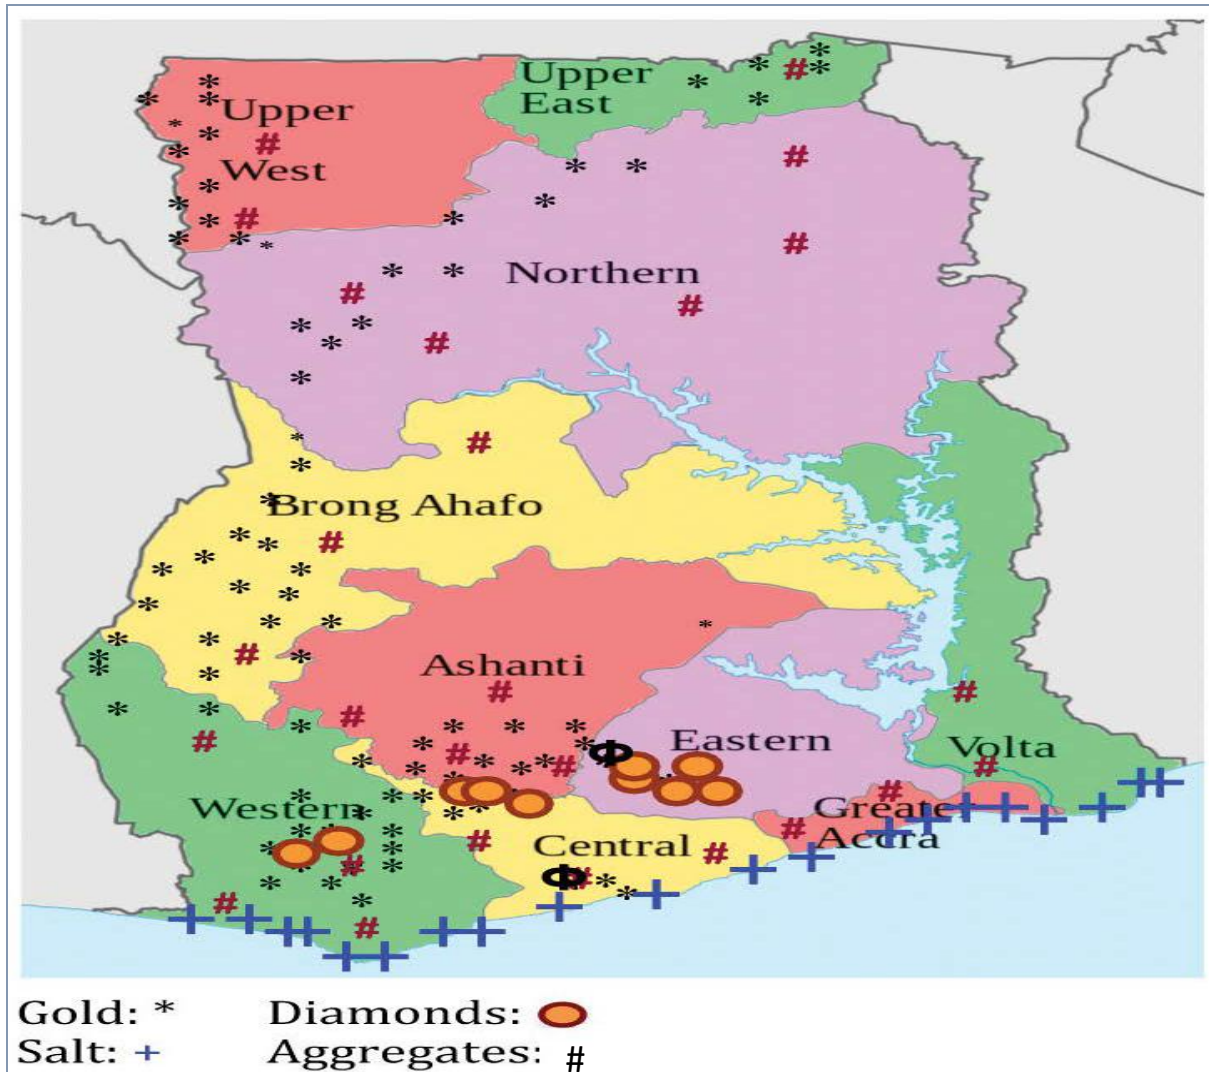 Upper
East
Upper
West
Northern
Brong Ahafo
Ashanti
Eastern
Volta
Western
Greater
Accra
Central
Gold: * Diamonds:
Salt: + Aggregates: #